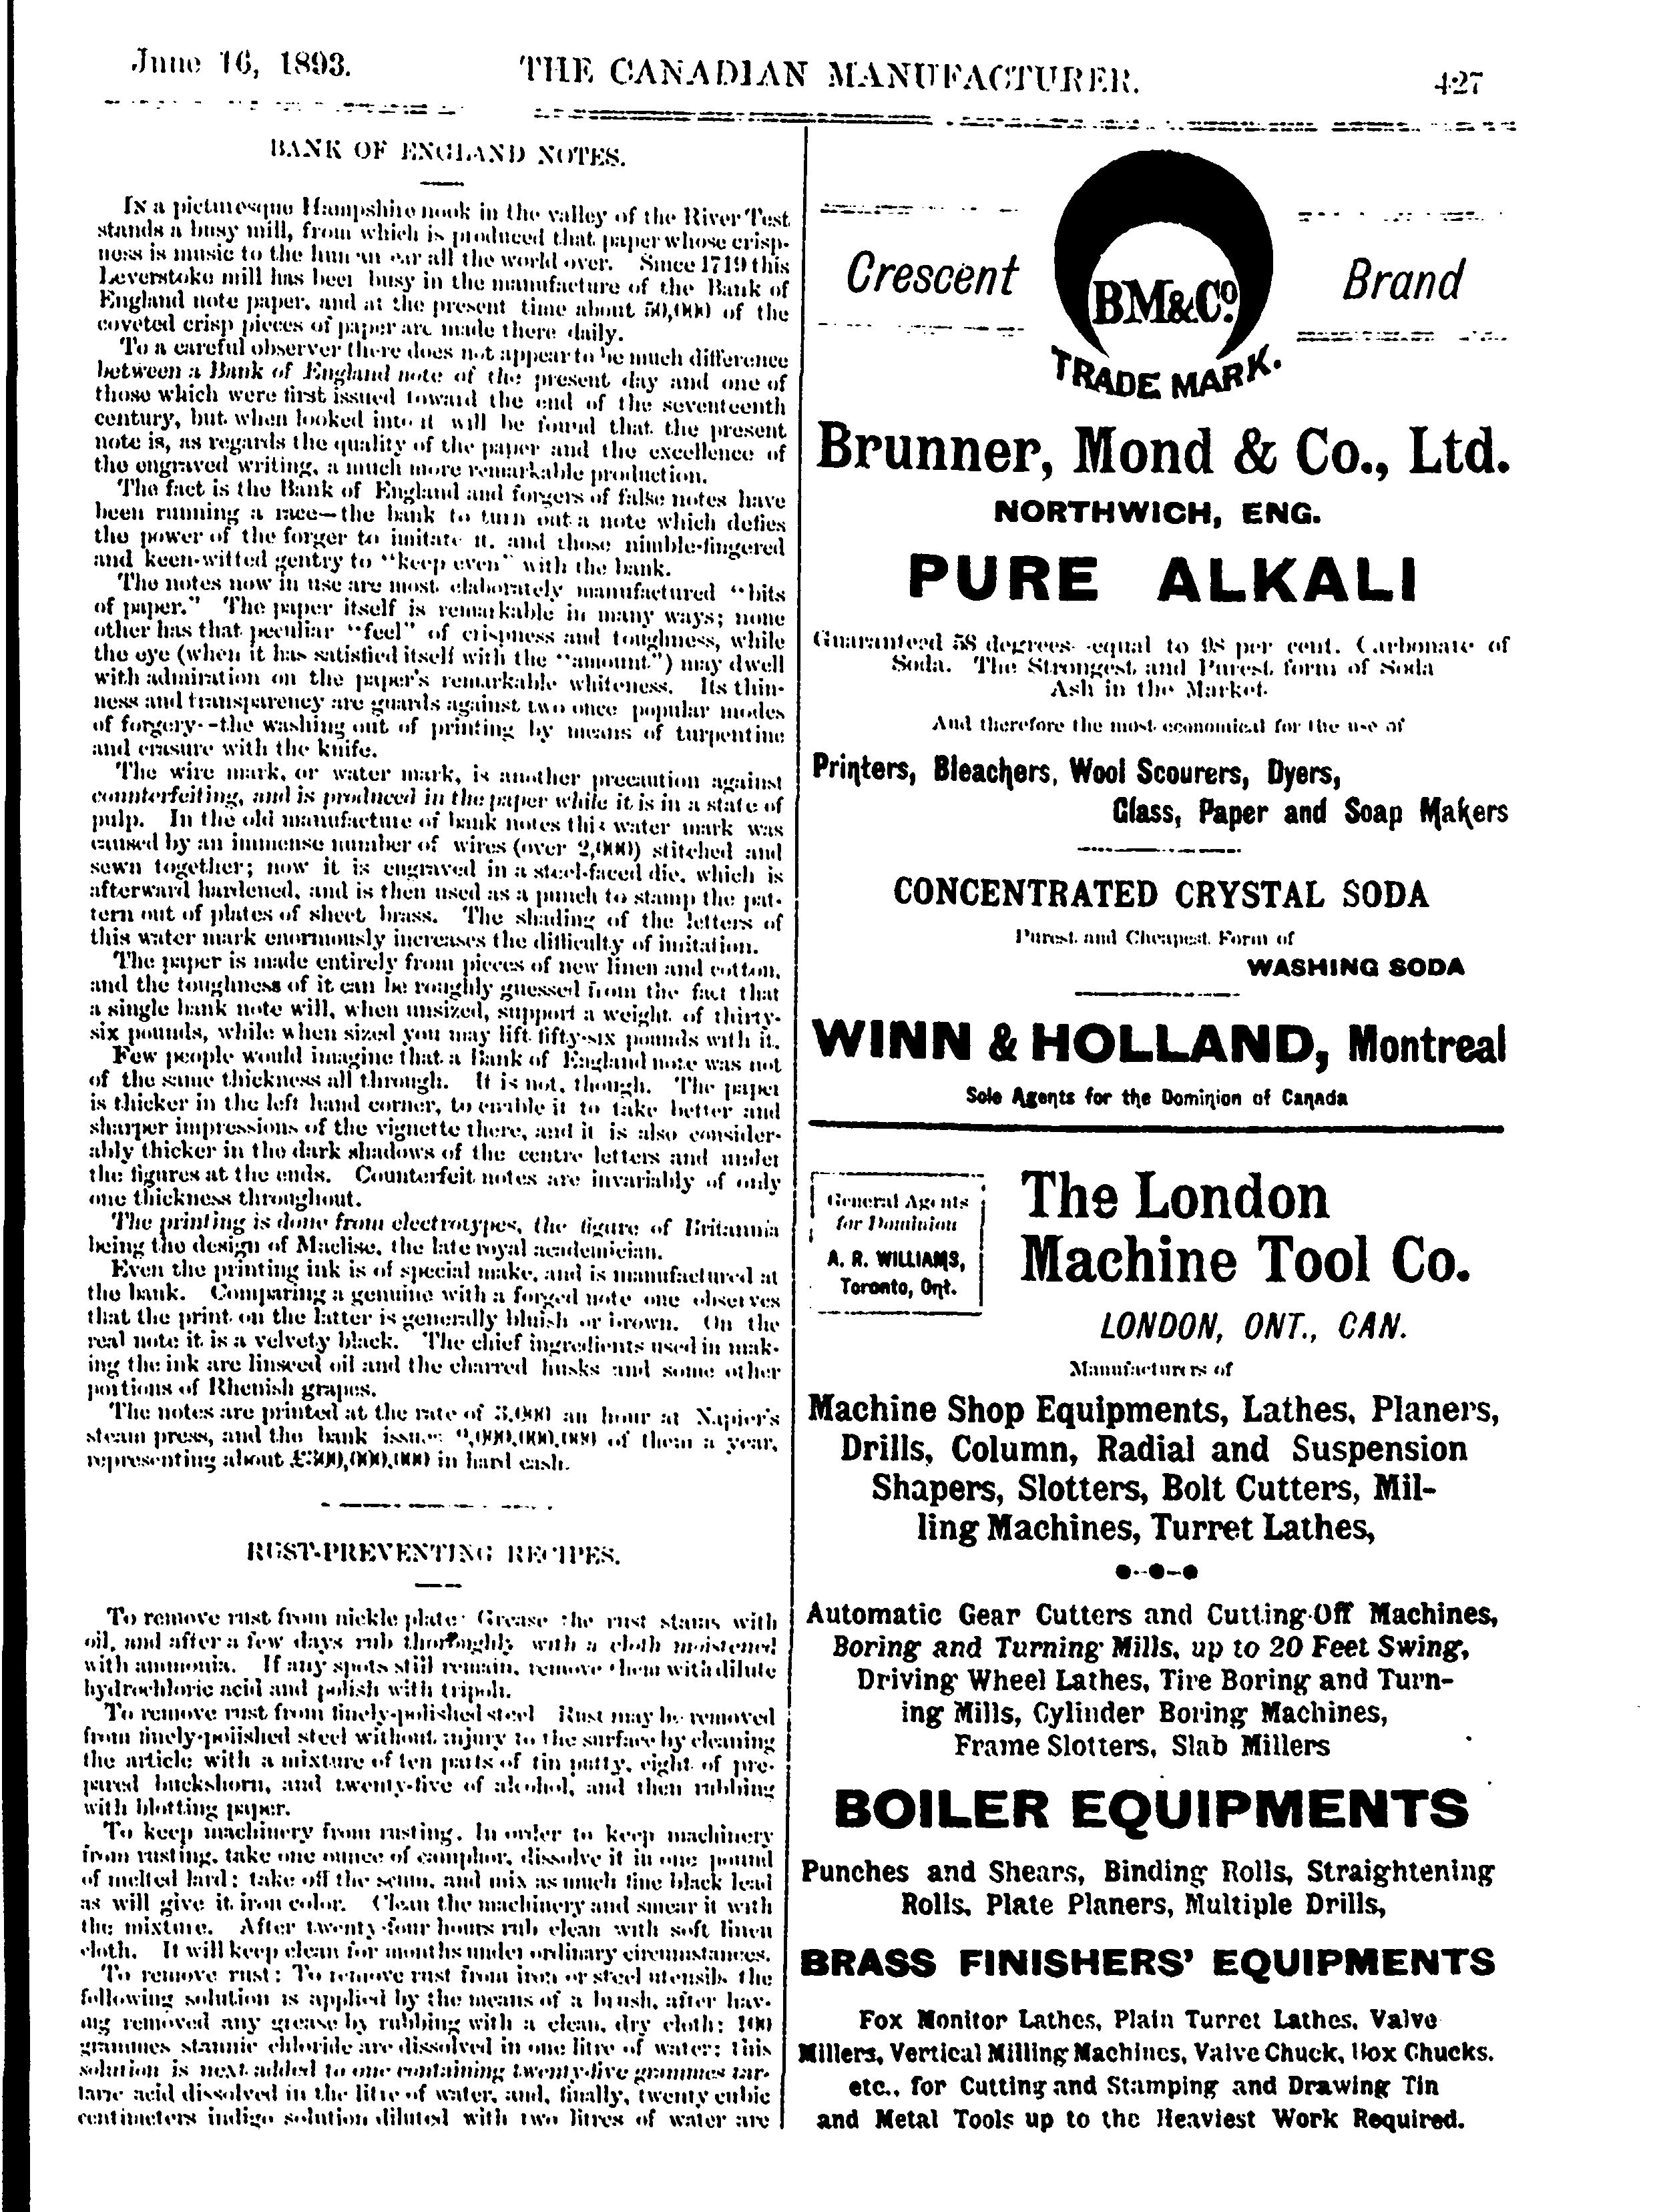 June 16, 1893.
THE CANADIAN MANUFACTURER.
427
BANK OF ENGLAND NOTES.
IN a picturesque Hampshire nook in the valley of the River Test
stands a busy mill, from which is produced that paper whose crisp-
ness is music to the human ear all the world over. Since 1719 this
Leverstoke mill has been busy in the manufacture of the Bank of
England note paper, and at the present time about 50,000 of the
coveted crisp pieces of paper are made there daily.
To a careful observer there does not appear to be much difference
between a Bank of England note of the present day and one of
those which were first issued toward the end of the seventeenth
century, but when looked into it will be found that the present
note is, as regards the quality of the paper and the excellence of
the engraved writing, a much more remarkable production.
The fact is the Bank of England and forgers of false notes have
been running a race—the bank to turn out a note which defies
the power of the forger to imitate it, and those nimble-fingered
and keen-witted gentry to "keep even" with the bank.
The notes now in use are most elaborately manufactured "bits
of paper." The paper itself is remarkable in many ways; none
other has that peculiar "feel" of crispness and toughness, while
the eye (when it has satisfied itself with the "amount") may dwell
with admiration on the paper's remarkable whiteness. Its thin-
ness and transparency are guards against two once popular modes
of forgery--the washing out of printing by means of turpentine
and erasure with the knife.
The wire mark, or water mark, is another precaution against
counterfeiting, and is produced in the paper while it is in a state of
pulp. In the old manufacture of bank notes this water mark was
caused by an immense number of wires (over 2,000) stitched and
sewn together; now it is engraved in a steel-faced die, which is
afterward hardened, and is then used as a punch to stamp the pat-
tern out of plates of sheet brass. The shading of the letters of
this water mark enormously increases the difficulty of imitation.
The paper is made entirely from pieces of new linen and cotton,
and the toughness of it can be roughly guessed from the fact that
a single bank note will, when unsized, support a weight of thirty-
six pounds, while when sized you may lift fifty-six pounds with it.
Few people would imagine that a Bank of England note was not
of the same thickness all through. It is not, though. The paper
is thicker in the left hand corner, to enable it to take better and
sharper impressions of the vignette there, and it is also consider-
ably thicker in the dark shadows of the centre letters and under
the figures at the ends. Counterfeit notes are invariably of only
one thickness throughout.
The printing is done from electrotypes, the figure of Britannia
being the design of Maclise, the late royal academician.
Even the printing ink is of special make, and is manufactured at
the bank. Comparing a genuine with a forged note one observes
that the print on the latter is generally bluish or brown. On the
real note it is a velvety black. The chief ingredients used in mak-
ing the ink are linseed oil and the charred husks and some other
portions of Rhenish grapes.
The notes are printed at the rate of 3,000 an hour at Napier's
steam press, and the bank issues 9,000,000,000 of them a year,
representing about £300,000,000 in hard cash.
RUST-PREVENTING RECIPES.
To remove rust from nickle plate: Grease the rust stains with
oil, and after a few days rub thoroughly with a cloth moistened
with ammonia. If any spots still remain, remove them with dilute
hydrochloric acid and polish with tripoli.
To remove rust from finely-polished steel Rust may be removed
from finely-polished steel without injury to the surface by cleaning
the article with a mixture of ten parts of tin putty, eight of pre-
pared buckshorn, and twenty-five of alcohol, and then rubbing
with blotting paper.
To keep machinery from rusting. In order to keep machinery
from rusting, take one ounce of camphor, dissolve it in one pound
of melted lard; take off the scum, and mix as much fine black lead
as will give it iron color. Clean the machinery and smear it with
the mixture. After twenty-four hours rub clean with soft linen
cloth. It will keep clean for months under ordinary circumstances.
To remove rust: To remove rust from iron or steel utensils the
following solution is applied by the means of a brush, after hav-
ing removed any grease by rubbing with a clean, dry cloth: 100
grammes stannic chloride are dissolved in one litre of water; this
solution is next added to one containing twenty-five grammes tar-
taric acid dissolved in the litre of water, and, finally, twenty cubic
centimeters indigo solution diluted with two litres of water are
Crescent
BM&Co.
Brand
TRADE MARK.
Brunner, Mond & Co., Ltd.
NORTHWICH, ENG.
PURE ALKALI
Guaranteed 58 degrees--equal to 98 per cent. Carbonate of
Soda. The Strongest and Purest form of Soda
Ash in the Market.
And therefore the most economical for the use of
Printers, Bleachers, Wool Scourers, Dyers,
Glass, Paper and Soap Makers
CONCENTRATED CRYSTAL SODA
Purest and Cheapest Form of
WASHING SODA
WINN & HOLLAND, Montreal
Sole Agents for the Dominion of Canada
General Agents
for Dominion
A. R. WILLIAMS,
Toronto, Ont.
The London
Machine Tool Co.
LONDON, ONT., CAN.
Manufacturers of
Machine Shop Equipments, Lathes, Planers,
Drills, Column, Radial and Suspension
Shapers, Slotters, Bolt Cutters, Mil-
ling Machines, Turret Lathes,
Automatic Gear Cutters and Cutting-Off Machines,
Boring and Turning Mills, up to 20 Feet Swing,
Driving Wheel Lathes, Tire Boring and Turn-
ing Mills, Cylinder Boring Machines,
Frame Slotters, Slab Millers
BOILER EQUIPMENTS
Punches and Shears, Binding Rolls, Straightening
Rolls, Plate Planers, Multiple Drills,
BRASS FINISHERS' EQUIPMENTS
Fox Monitor Lathes, Plain Turret Lathes, Valve
Millers, Vertical Milling Machines, Valve Chuck, Box Chucks.
etc., for Cutting and Stamping and Drawing Tin
and Metal Tools up to the Heaviest Work Required.